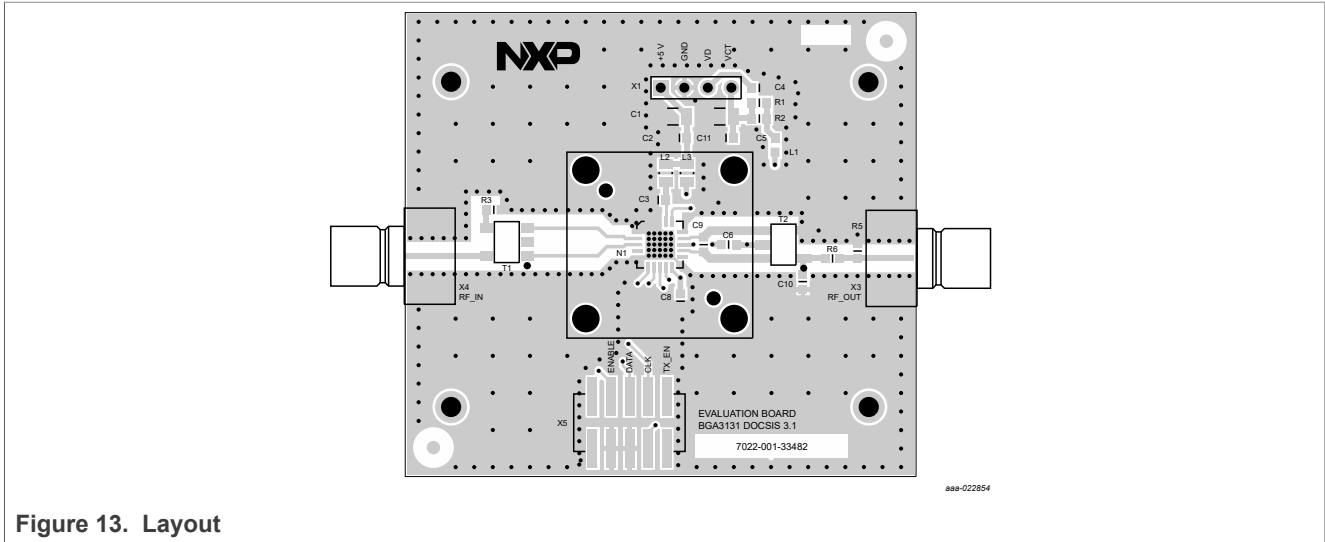 NXP
+5 V
GND
VD
VCT
X1
C4
R1
C1
R2
C2
C11
C5
L1
L2
L3
R3
C3
C9
T2
C6
R5
R6
N1
T1
X4
RF_IN
C8
C10
X3
RF_OUT
ENABLE
DATA
CLK
TX_EN
X5
EVALUATION BOARD
BGA3131 DOCSIS 3.1
7022-001-33482
aaa-022854
Figure 13. Layout